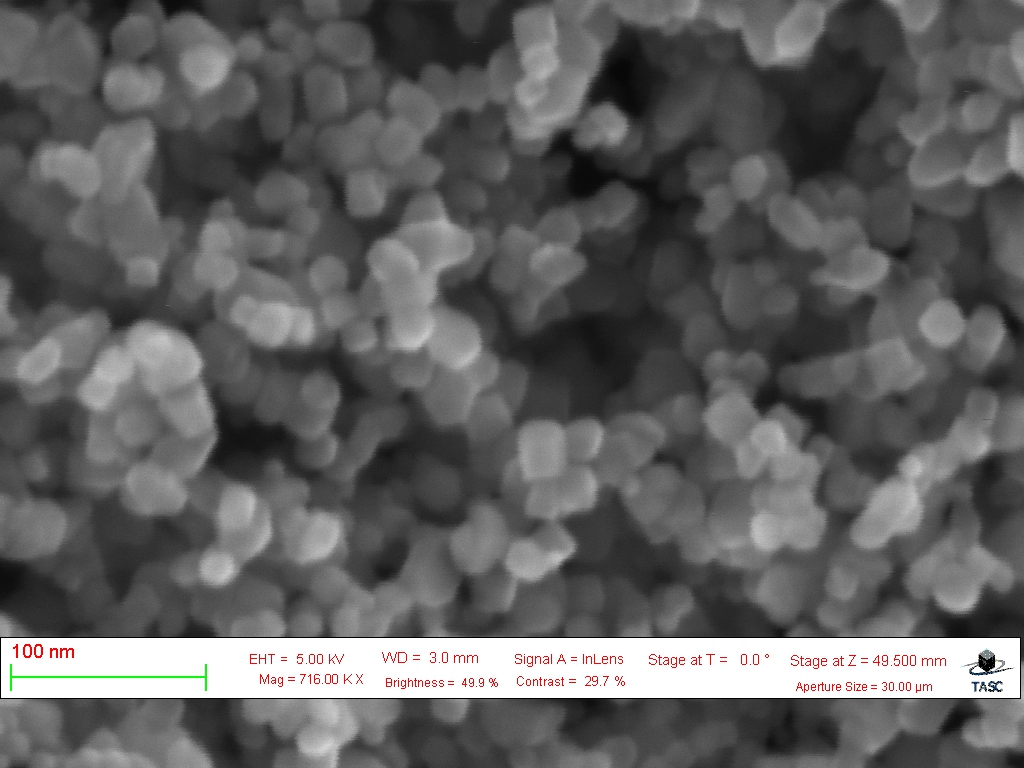 100 nm
EHT = 5.00 kV WD = 3.0 mm Signal A = InLens Stage at T = 0.0 ° Stage at Z = 49.500 mm
Mag = 716.00 K X Brightness = 49.9 % Contrast = 29.7 % Aperture Size = 30.00 µm
TASC